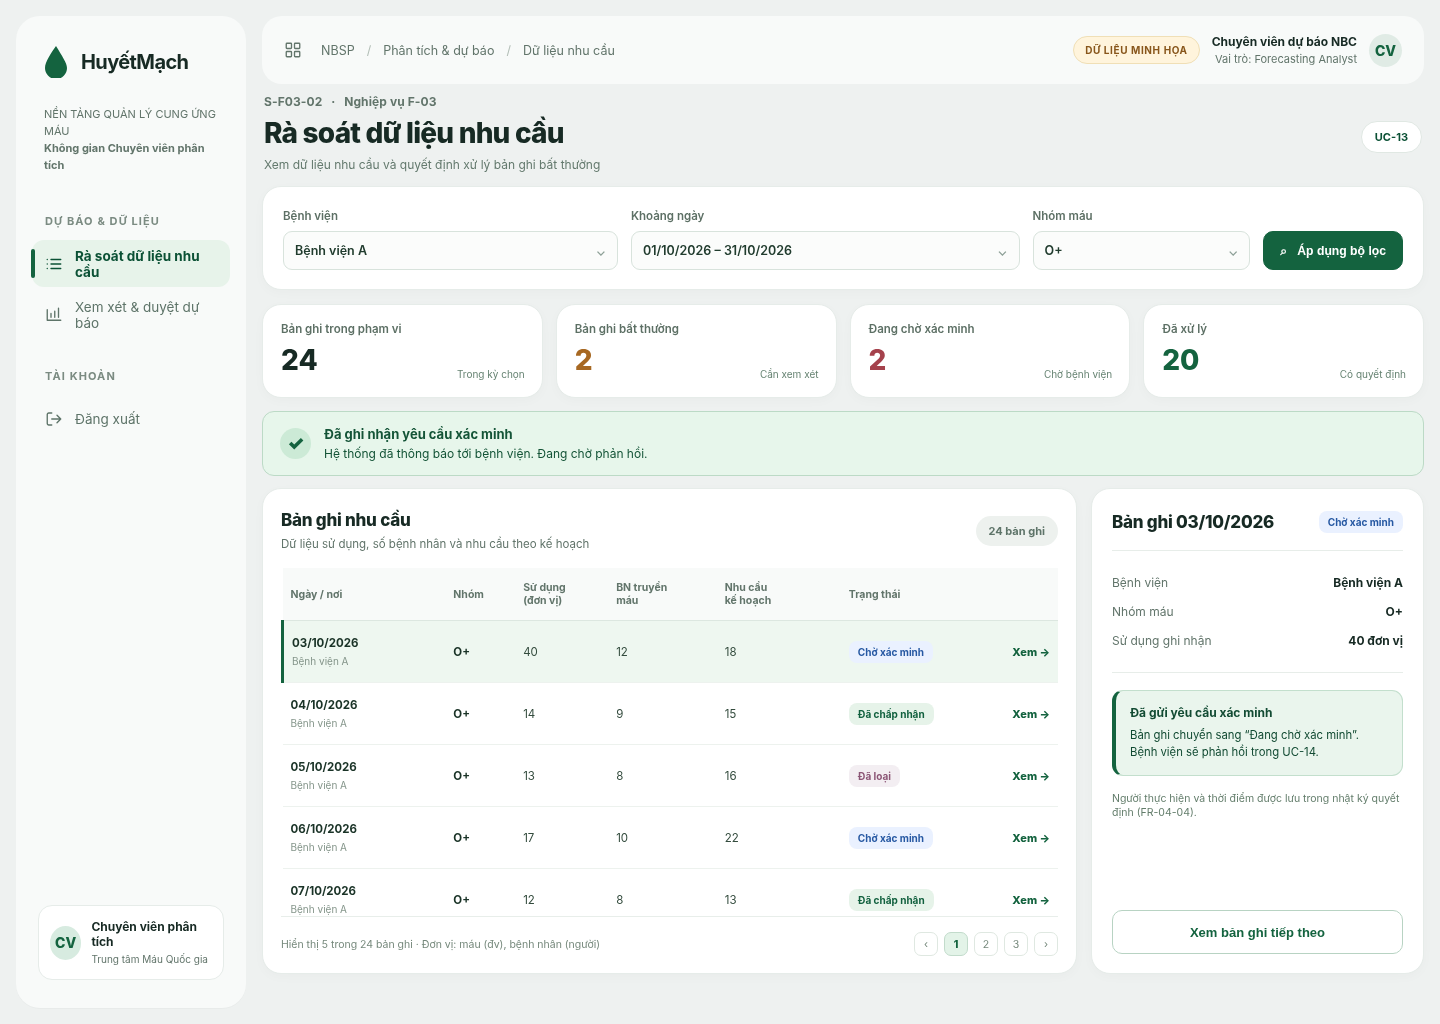 HuyếtMạch
NỀN TẢNG QUẢN LÝ CUNG ỨNG
MÁU
Không gian Chuyên viên phân
tích
DỰ BÁO & DỮ LIỆU
Rà soát dữ liệu nhu
cầu
Xem xét & duyệt dự
báo
TÀI KHOẢN
Đăng xuất
CV
Chuyên viên phân
tích
Trung tâm Máu Quốc gia
NBSP / Phân tích & dự báo / Dữ liệu nhu cầu
DỮ LIỆU MINH HỌA
Chuyên viên dự báo NBC
Vai trò: Forecasting Analyst
CV
S-F03-02 · Nghiệp vụ F-03
Rà soát dữ liệu nhu cầu
Xem dữ liệu nhu cầu và quyết định xử lý bản ghi bất thường
UC-13
Bệnh viện
Bệnh viện A
Khoảng ngày
01/10/2026 – 31/10/2026
Nhóm máu
O+
Áp dụng bộ lọc
Bản ghi trong phạm vi
24
Trong kỳ chọn
Bản ghi bất thường
2
Cần xem xét
Đang chờ xác minh
2
Chờ bệnh viện
Đã xử lý
20
Có quyết định
Đã ghi nhận yêu cầu xác minh
Hệ thống đã thông báo tới bệnh viện. Đang chờ phản hồi.
Bản ghi nhu cầu
Dữ liệu sử dụng, số bệnh nhân và nhu cầu theo kế hoạch
24 bản ghi
Ngày / nơi Nhóm Sử dụng (đơn vị) BN truyền máu Nhu cầu kế hoạch Trạng thái
03/10/2026 O+ 40 12 18 Chờ xác minh Xem →
Bệnh viện A
04/10/2026 O+ 14 9 15 Đã chấp nhận Xem →
Bệnh viện A
05/10/2026 O+ 13 8 16 Đã loại Xem →
Bệnh viện A
06/10/2026 O+ 17 10 22 Chờ xác minh Xem →
Bệnh viện A
07/10/2026 O+ 12 8 13 Đã chấp nhận Xem →
Bệnh viện A
Hiển thị 5 trong 24 bản ghi · Đơn vị: máu (đv), bệnh nhân (người)
‹ 1 2 3 ›
Bản ghi 03/10/2026
Chờ xác minh
Bệnh viện Bệnh viện A
Nhóm máu O+
Sử dụng ghi nhận 40 đơn vị
Đã gửi yêu cầu xác minh
Bản ghi chuyển sang “Đang chờ xác minh”.
Bệnh viện sẽ phản hồi trong UC-14.
Người thực hiện và thời điểm được lưu trong nhật ký quyết
định (FR-04-04).
Xem bản ghi tiếp theo